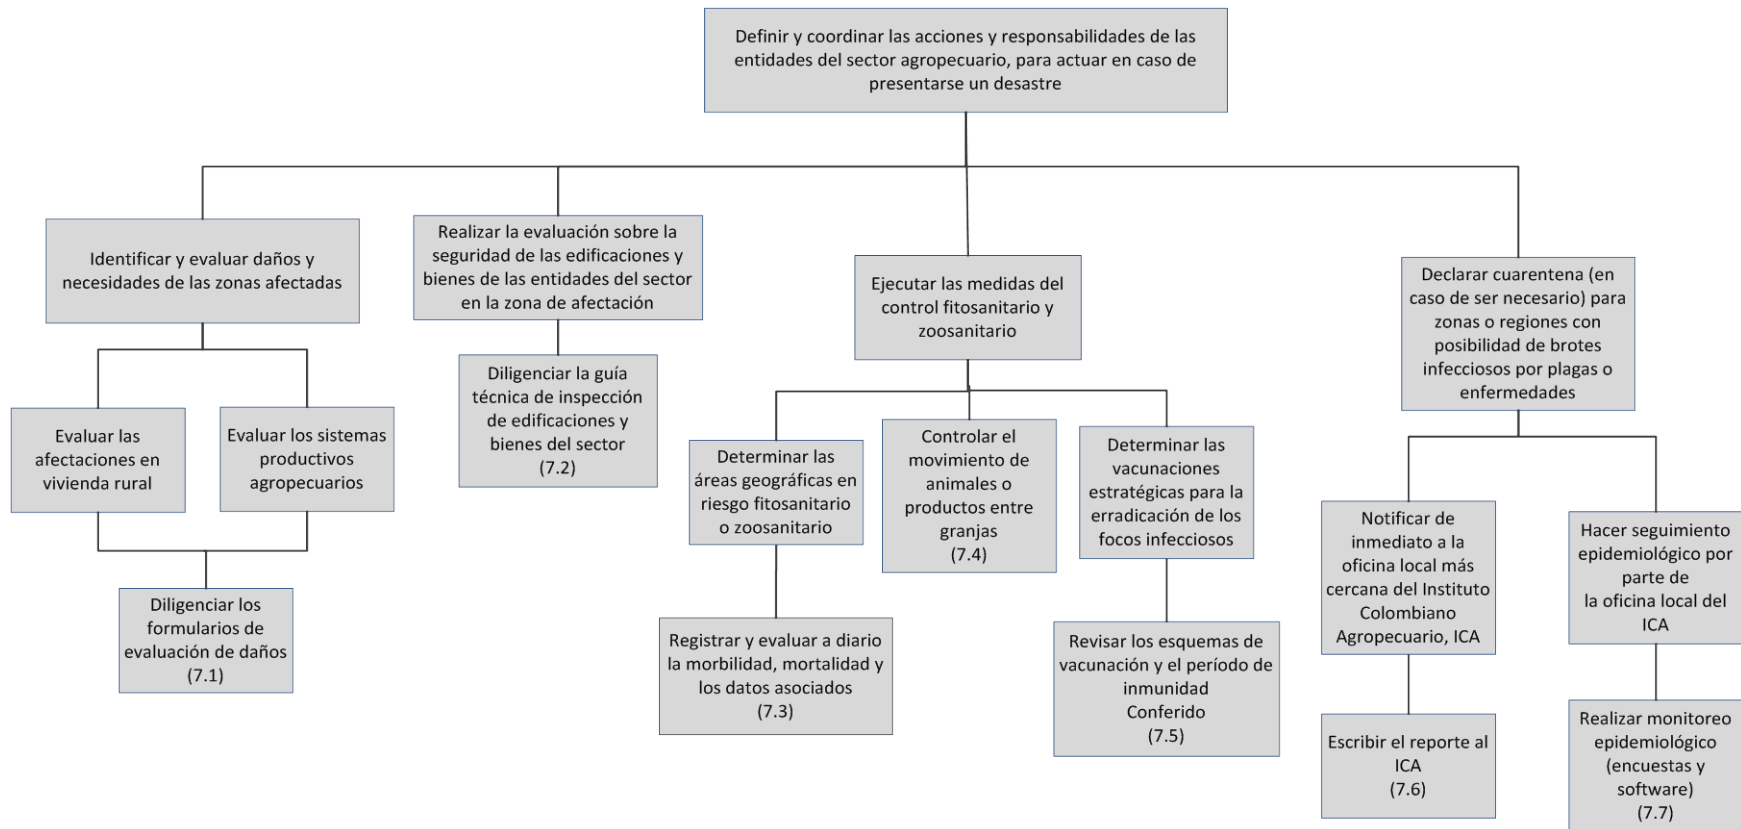 Definir y coordinar las acciones y responsabilidades de las
entidades del sector agropecuario, para actuar en caso de
presentarse un desastre
Identificar y evaluar daños y
necesidades de las zonas afectadas
Evaluar las
afectaciones en
vivienda rural
Evaluar los sistemas
productivos
agropecuarios
Diligenciar los
formularios de
evaluación de daños
(7.1)
Realizar la evaluación sobre la
seguridad de las edificaciones y
bienes de las entidades del sector
en la zona de afectación
Diligenciar la guía
técnica de inspección
de edificaciones y
bienes del sector
(7.2)
Ejecutar las medidas del
control fitosanitario y
zoosanitario
Determinar las
áreas geográficas en
riesgo fitosanitario
o zoosanitario
Registrar y evaluar a diario
la morbilidad, mortalidad y
los datos asociados
(7.3)
Controlar el
movimiento de
animales o
productos entre
granjas
(7.4)
Determinar las
vacunaciones
estratégicas para la
erradicación de los
focos infecciosos
Revisar los esquemas de
vacunación y el período de
inmunidad
Conferido
(7.5)
Declarar cuarentena (en
caso de ser necesario) para
zonas o regiones con
posibilidad de brotes
infecciosos por plagas o
enfermedades
Notificar de
inmediato a la
oficina local más
cercana del Instituto
Colombiano
Agropecuario, ICA
Escribir el reporte al
ICA
(7.6)
Hacer seguimiento
epidemiológico por
parte de
la oficina local del
ICA
Realizar monitoreo
epidemiológico
(encuestas y
software)
(7.7)